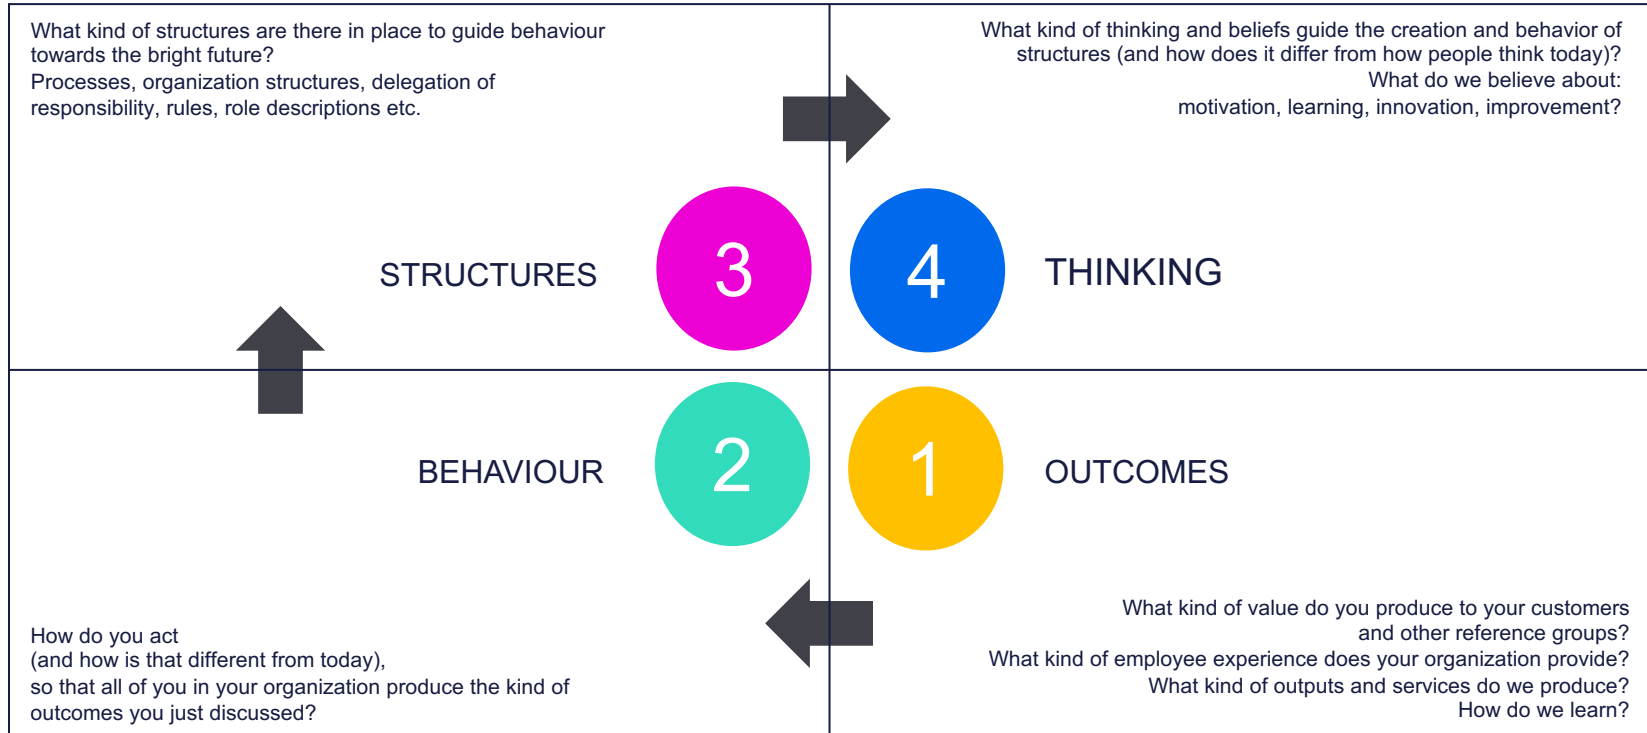 What kind of structures are there in place to guide behaviour
towards the bright future?
Processes, organization structures, delegation of
responsibility, rules, role descriptions etc.
What kind of thinking and beliefs guide the creation and behavior of
structures (and how does it differ from how people think today)?
What do we believe about:
motivation, learning, innovation, improvement?
STRUCTURES
3
4
THINKING
BEHAVIOUR
2
1
OUTCOMES
How do you act
(and how is that different from today),
so that all of you in your organization produce the kind of
outcomes you just discussed?
What kind of value do you produce to your customers
and other reference groups?
What kind of employee experience does your organization provide?
What kind of outputs and services do we produce?
How do we learn?